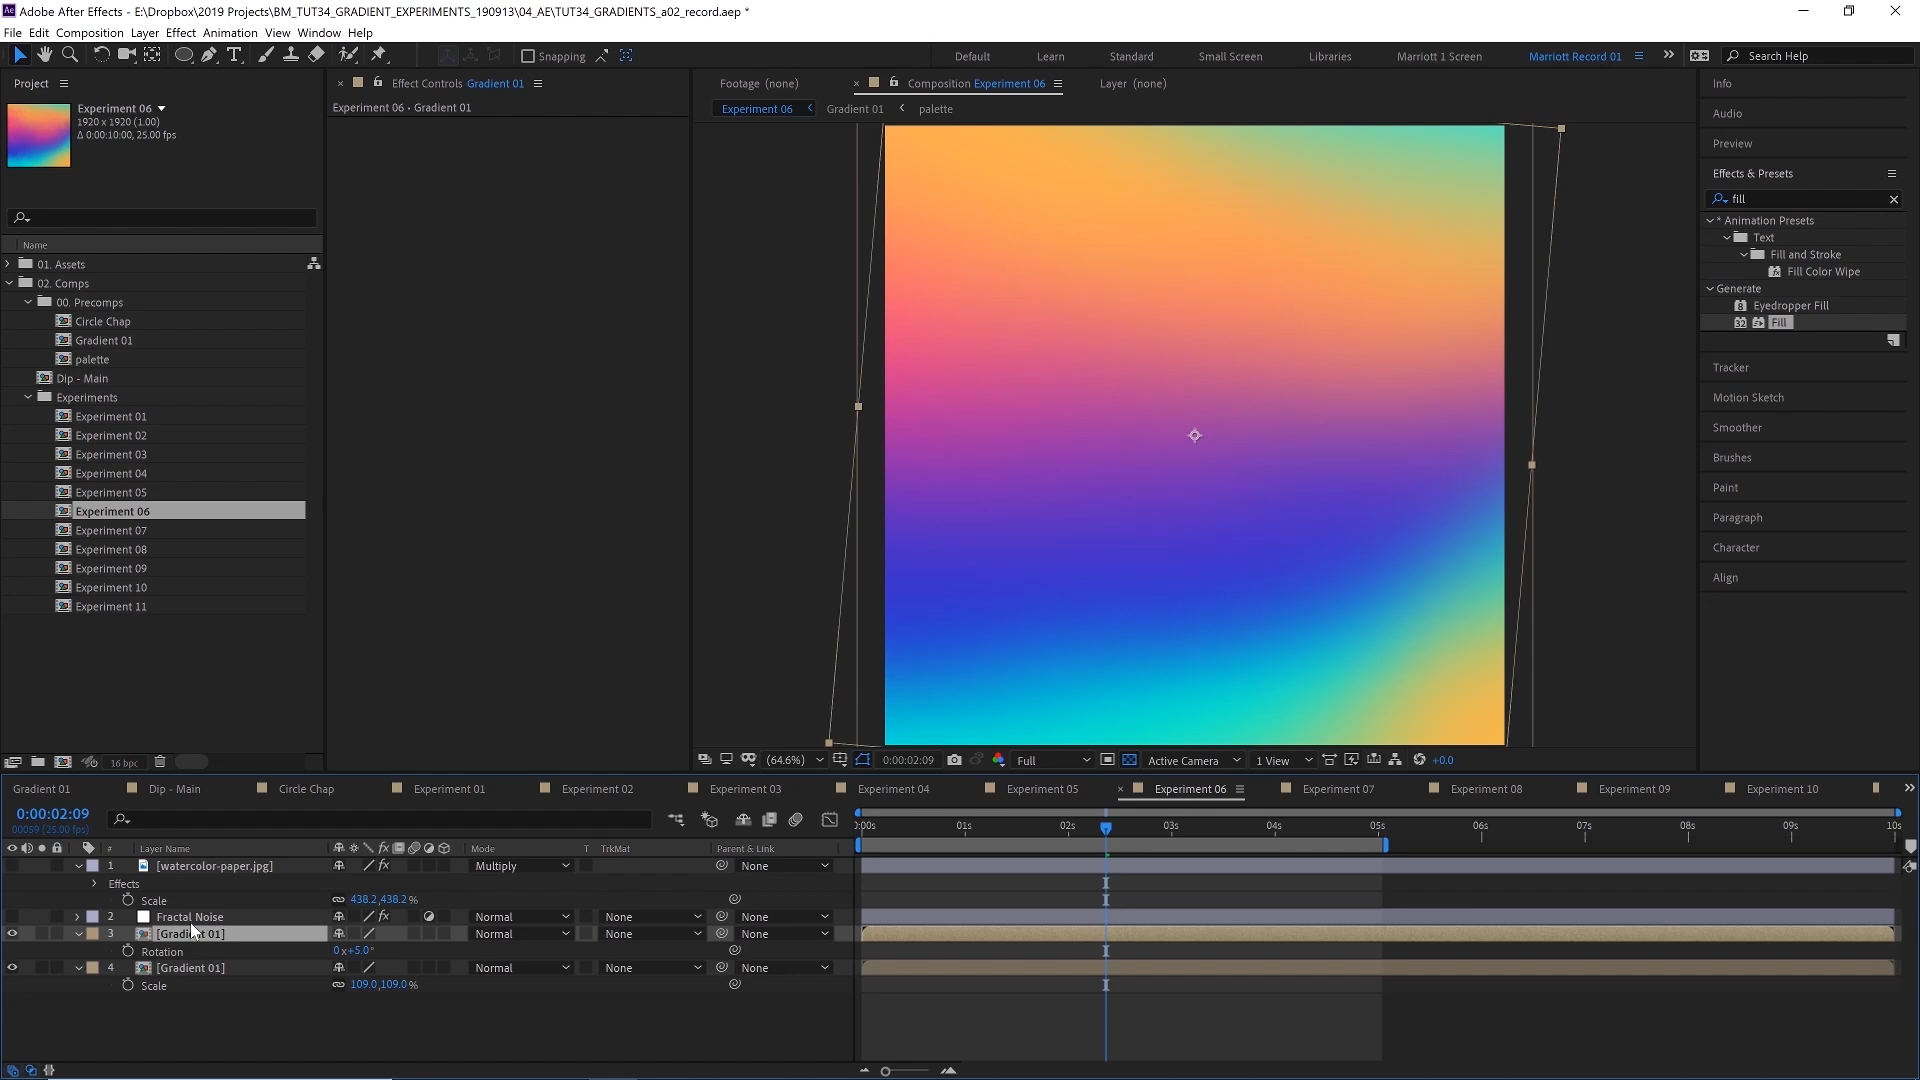 Adobe After Effects - E:\Dropbox\2019 Projects\BM_TUT34_GRADIENT_EXPERIMENTS_190913\04_AE\TUT34_GRADIENTS_a02_record.aep *
File Edit Composition Layer Effect Animation View Window Help
Snapping
Default Learn Standard Small Screen Libraries Marriott 1 Screen Marriott Record 01 Search Help
Project
Experiment 06
1920 x 1920 (1.00)
Δ 0:00:10:00, 25.00 fps
Name
01. Assets
02. Comps
00. Precomps
Circle Chap
Gradient 01
palette
Dip - Main
Experiments
Experiment 01
Experiment 02
Experiment 03
Experiment 04
Experiment 05
Experiment 06
Experiment 07
Experiment 08
Experiment 09
Experiment 10
Experiment 11
16 bpc
Effect Controls Gradient 01
Experiment 06 • Gradient 01
Footage (none) Composition Experiment 06 Layer (none)
Experiment 06 Gradient 01 palette
(64.6%) 0:00:02:09 Full Active Camera 1 View +0.0
Info
Audio
Preview
Effects & Presets
fill
* Animation Presets
Text
Fill and Stroke
Fill Color Wipe
Generate
Eyedropper Fill
Fill
Tracker
Motion Sketch
Smoother
Brushes
Paint
Paragraph
Character
Align
Gradient 01 Dip - Main Circle Chap Experiment 01 Experiment 02 Experiment 03 Experiment 04 Experiment 05 Experiment 06 Experiment 07 Experiment 08 Experiment 09 Experiment 10
0:00:02:09
00059 (25.00 fps)
# Layer Name Mode T TrkMat Parent & Link
01s 02s 03s 04s 05s 06s 07s 08s 09s 10s
1 [watercolor-paper.jpg] Multiply None
Effects
Scale 438.2,438.2 %
2 Fractal Noise Normal None None
3 [Gradient 01] Normal None None
Rotation 0x+5.0°
4 [Gradient 01] Normal None None
Scale 109.0,109.0 %